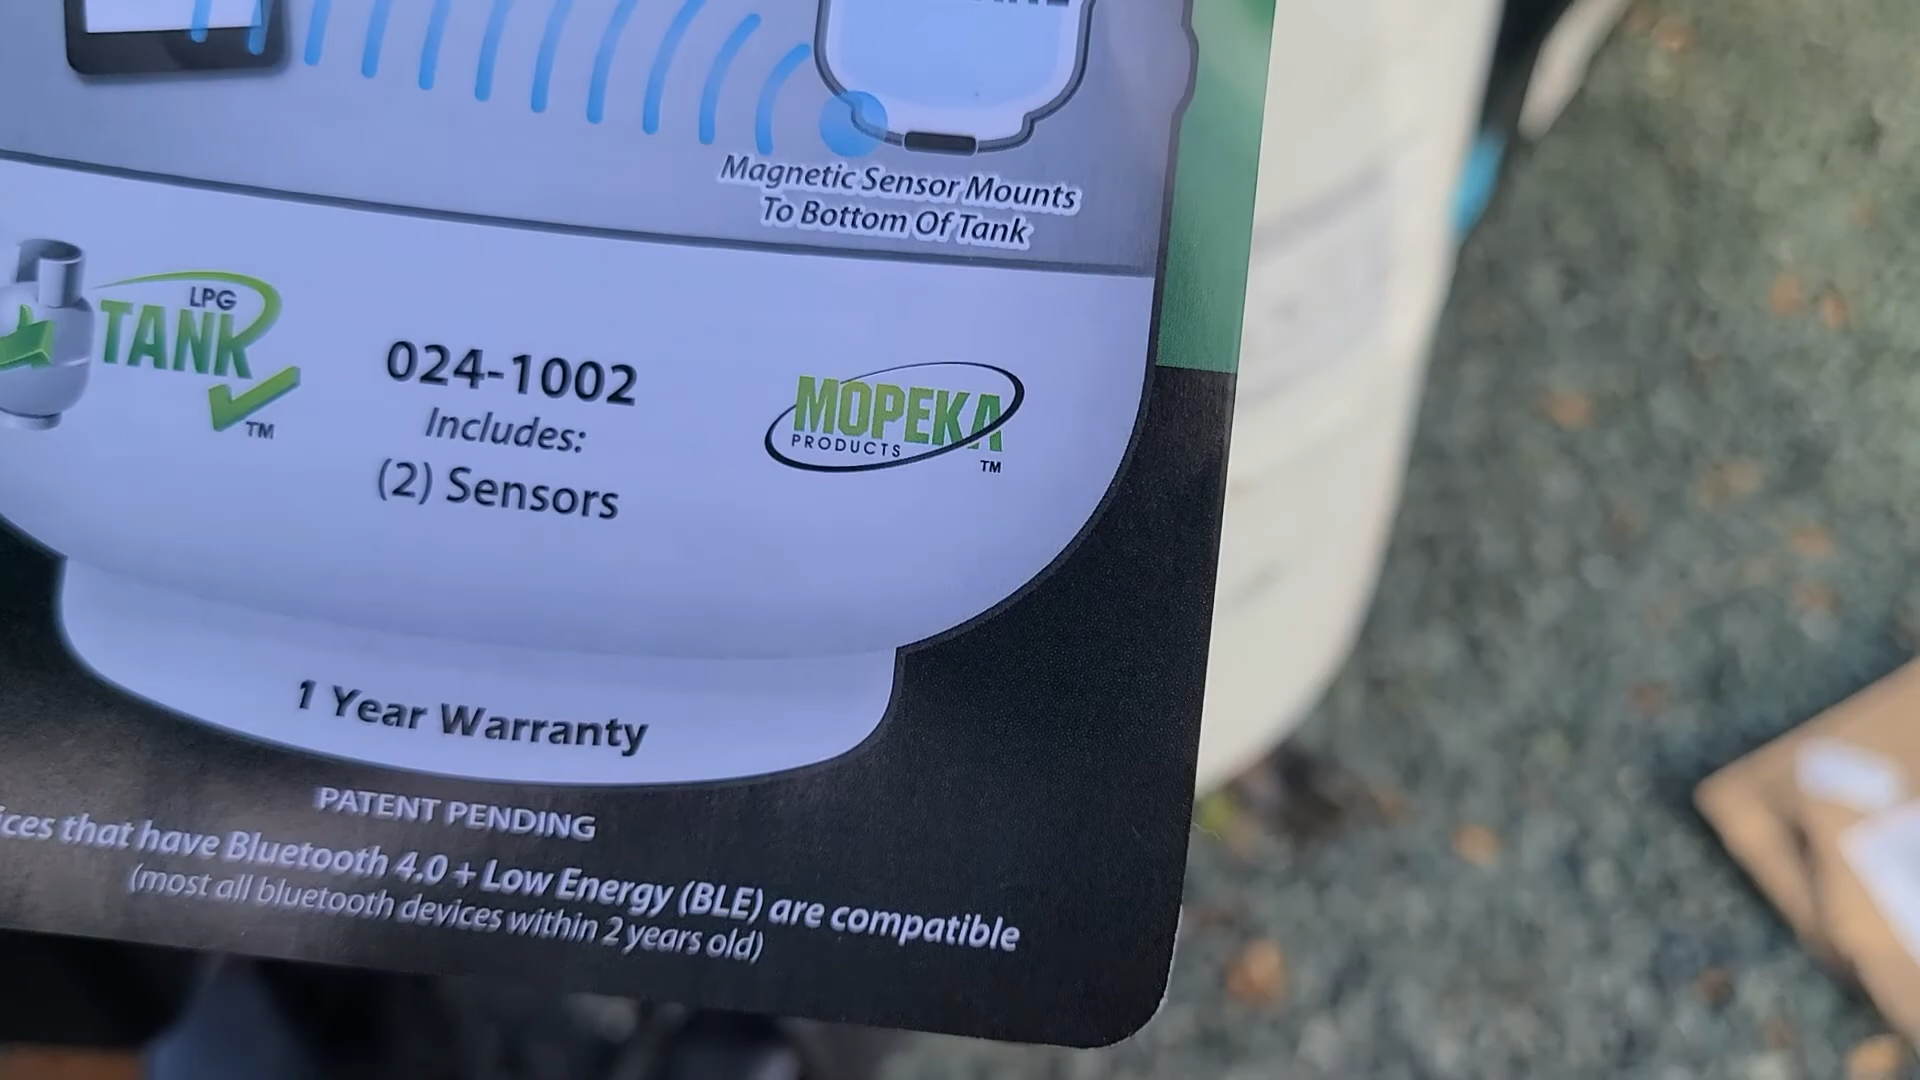 Magnetic Sensor Mounts
To Bottom Of Tank
LPG
TANK
TM
024-1002
Includes:
(2) Sensors
MOPEKA
PRODUCTS
TM
1 Year Warranty
PATENT PENDING
that have Bluetooth 4.0 + Low Energy (BLE) are compatible
(most all bluetooth devices within 2 years old)